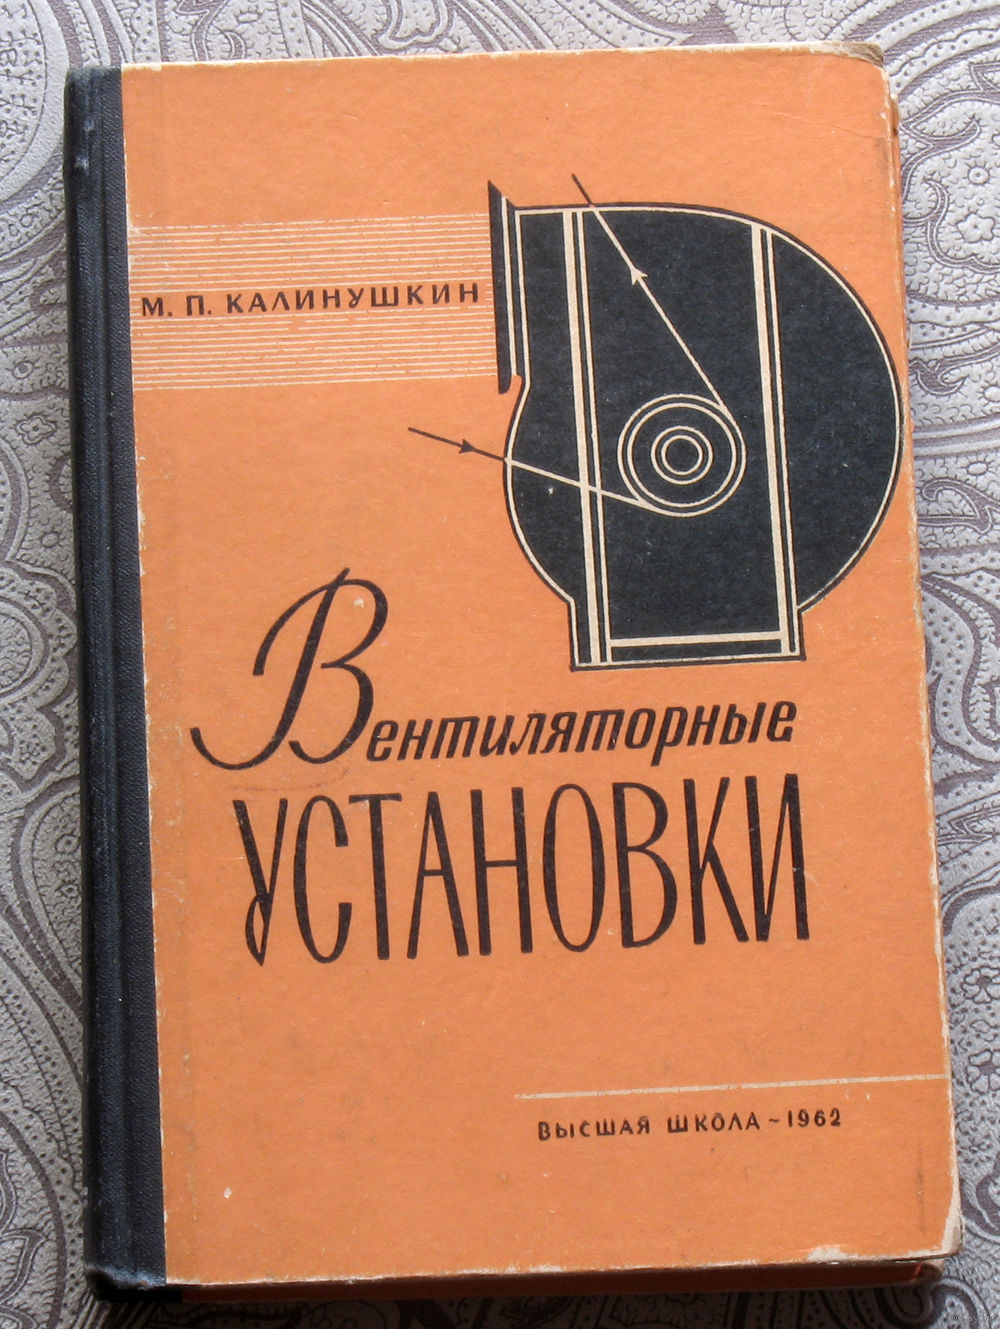 М. П. КАЛИНУШКИН
Вентиляторные
УСТАНОВКИ
ВЫСШАЯ ШКОЛА ~ 1962